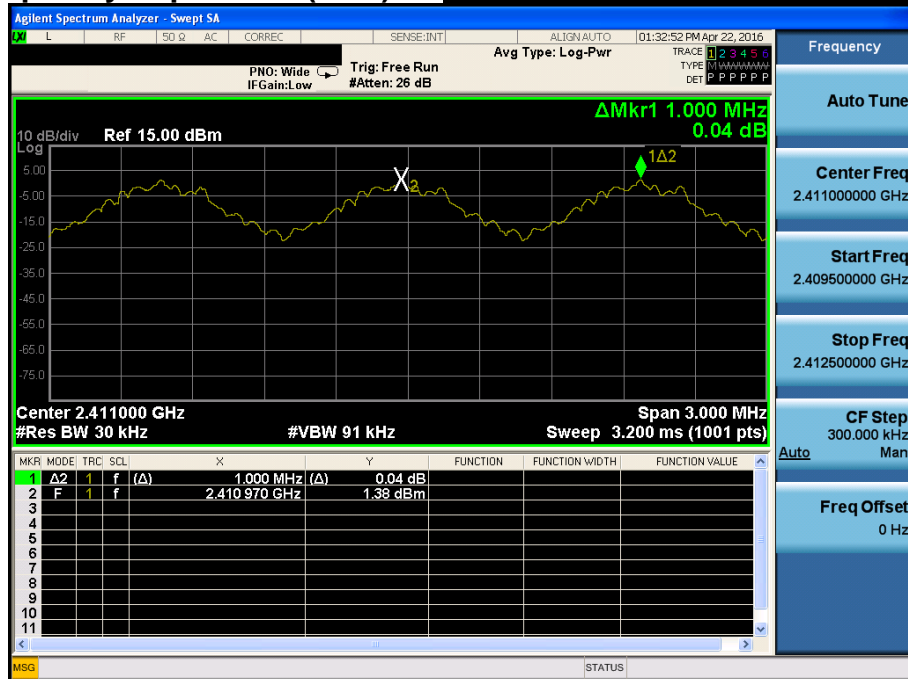 Agilent Spectrum Analyzer - Swept SA
LXI L RF 50 Ω AC CORREC SENSE:INT ALIGN AUTO 01:32:52 PM Apr 22, 2016
Avg Type: Log-Pwr TRACE 1 2 3 4 5 6
PNO: Wide Trig: Free Run TYPE M WWWWW
IFGain:Low #Atten: 26 dB DET P P P P P P
ΔMkr1 1.000 MHz
0.04 dB
10 dB/div Ref 15.00 dBm
Log
1Δ2
5.00
2
-5.00
-15.0
-25.0
-35.0
-45.0
-55.0
-65.0
-75.0
Center 2.411000 GHz Span 3.000 MHz
#Res BW 30 kHz #VBW 91 kHz Sweep 3.200 ms (1001 pts)
MKR MODE TRC SCL X Y FUNCTION FUNCTION WIDTH FUNCTION VALUE
1 Δ2 1 f (Δ) 1.000 MHz (Δ) 0.04 dB
2 F 1 f 2.410 970 GHz 1.38 dBm
3
4
5
6
7
8
9
10
11
MSG STATUS
Frequency
Auto Tune
Center Freq
2.411000000 GHz
Start Freq
2.409500000 GHz
Stop Freq
2.412500000 GHz
CF Step
300.000 kHz
Auto Man
Freq Offset
0 Hz